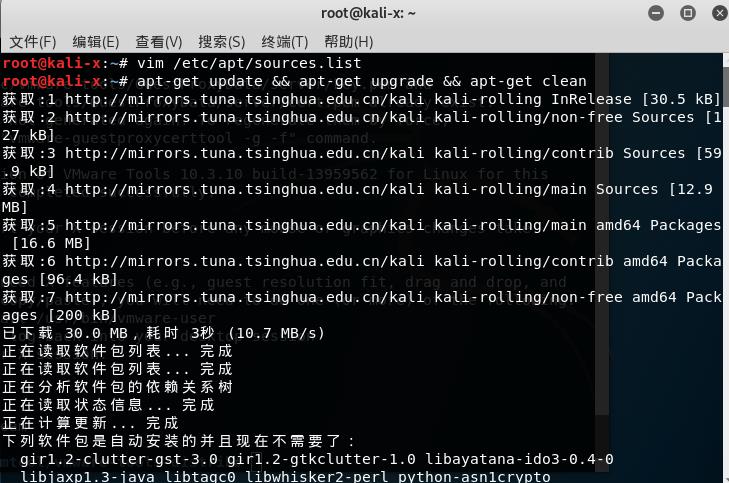 root@kali-x: ~
文件(F) 编辑(E) 查看(V) 搜索(S) 终端(T) 帮助(H)
root@kali-x:~# vim /etc/apt/sources.list
root@kali-x:~# apt-get update && apt-get upgrade && apt-get clean
获取:1 http://mirrors.tuna.tsinghua.edu.cn/kali kali-rolling InRelease [30.5 kB]
获取:2 http://mirrors.tuna.tsinghua.edu.cn/kali kali-rolling/non-free Sources [1
27 kB]
获取:3 http://mirrors.tuna.tsinghua.edu.cn/kali kali-rolling/contrib Sources [59
.9 kB]
获取:4 http://mirrors.tuna.tsinghua.edu.cn/kali kali-rolling/main Sources [12.9
MB]
获取:5 http://mirrors.tuna.tsinghua.edu.cn/kali kali-rolling/main amd64 Packages
[16.6 MB]
获取:6 http://mirrors.tuna.tsinghua.edu.cn/kali kali-rolling/contrib amd64 Packa
ges [96.4 kB]
获取:7 http://mirrors.tuna.tsinghua.edu.cn/kali kali-rolling/non-free amd64 Pack
ages [200 kB]
已下载 30.0 MB，耗时 3秒 (10.7 MB/s)
正在读取软件包列表... 完成
正在读取软件包列表... 完成
正在分析软件包的依赖关系树
正在读取状态信息... 完成
正在计算更新... 完成
下列软件包是自动安装的并且现在不需要了：
gir1.2-clutter-gst-3.0 gir1.2-gtkclutter-1.0 libayatana-ido3-0.4-0
libjaxp1.3-java libtagc0 libwhisker2-perl python-asn1crypto